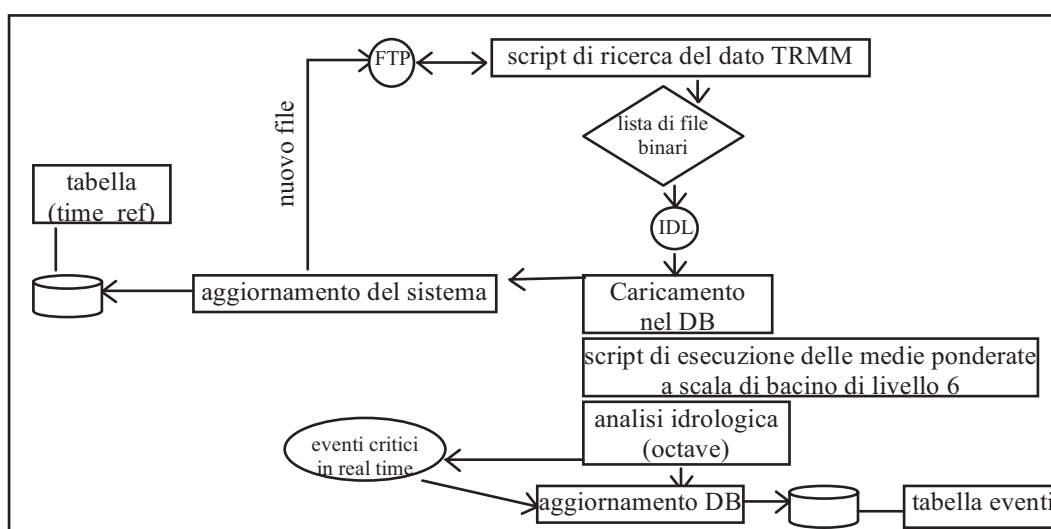 FTP
script di ricerca del dato TRMM
lista di file
binari
nuovo file
tabella
(time_ref)
IDL
aggiornamento del sistema
Caricamento
nel DB
script di esecuzione delle medie ponderate
a scala di bacino di livello 6
analisi idrologica
(octave)
eventi critici
in real time
aggiornamento DB
tabella eventi